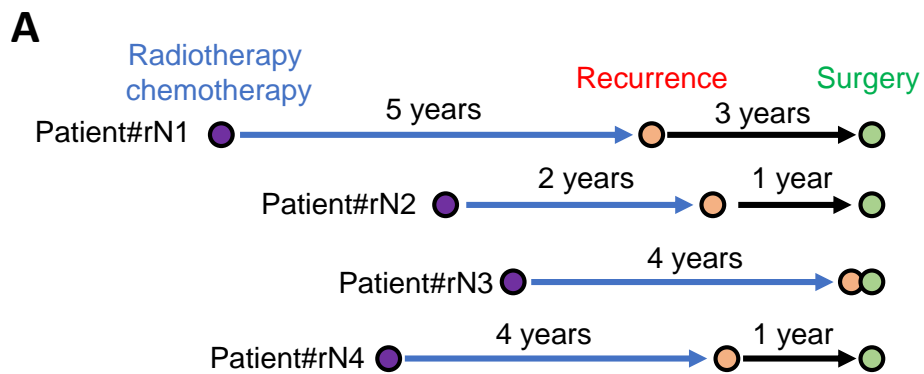 A
Radiotherapy
chemotherapy
Recurrence
Surgery
5 years
3 years
Patient#rN1
2 years
1 year
Patient#rN2
4 years
Patient#rN3
4 years
1 year
Patient#rN4